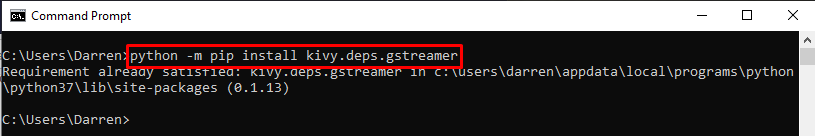 Command Prompt
C:\Users\Darren>python -m pip install kivy.deps.gstreamer
Requirement already satisfied: kivy.deps.gstreamer in c:\users\darren\appdata\local\programs\python
\python37\lib\site-packages (0.1.13)
C:\Users\Darren>